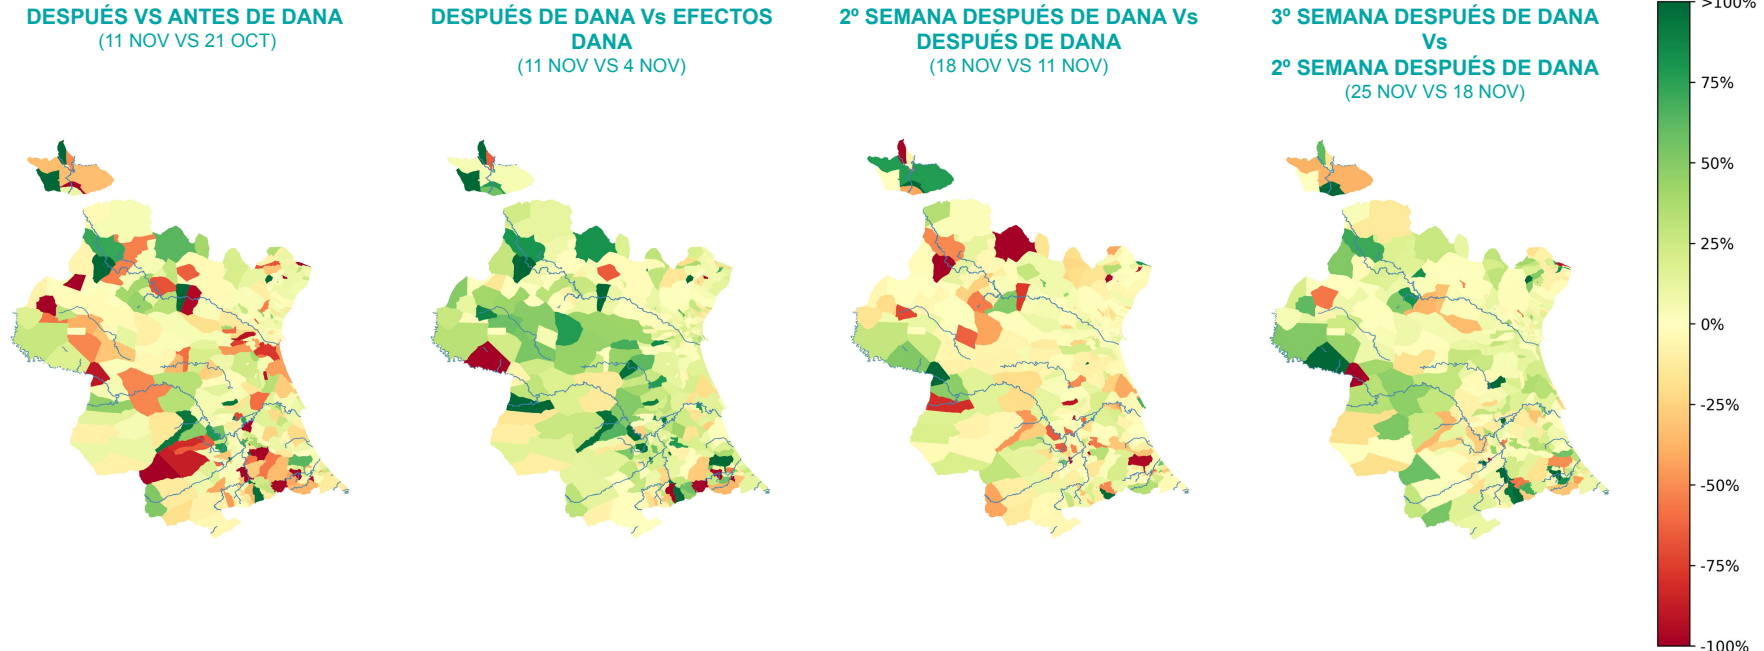 DESPUÉS VS ANTES DE DANA
(11 NOV VS 21 OCT)
DESPUÉS DE DANA Vs EFECTOS
DANA
(11 NOV VS 4 NOV)
2º SEMANA DESPUÉS DE DANA Vs
DESPUÉS DE DANA
(18 NOV VS 11 NOV)
3º SEMANA DESPUÉS DE DANA
Vs
2º SEMANA DESPUÉS DE DANA
(25 NOV VS 18 NOV)
>100%
75%
50%
25%
0%
-25%
-50%
-75%
-100%